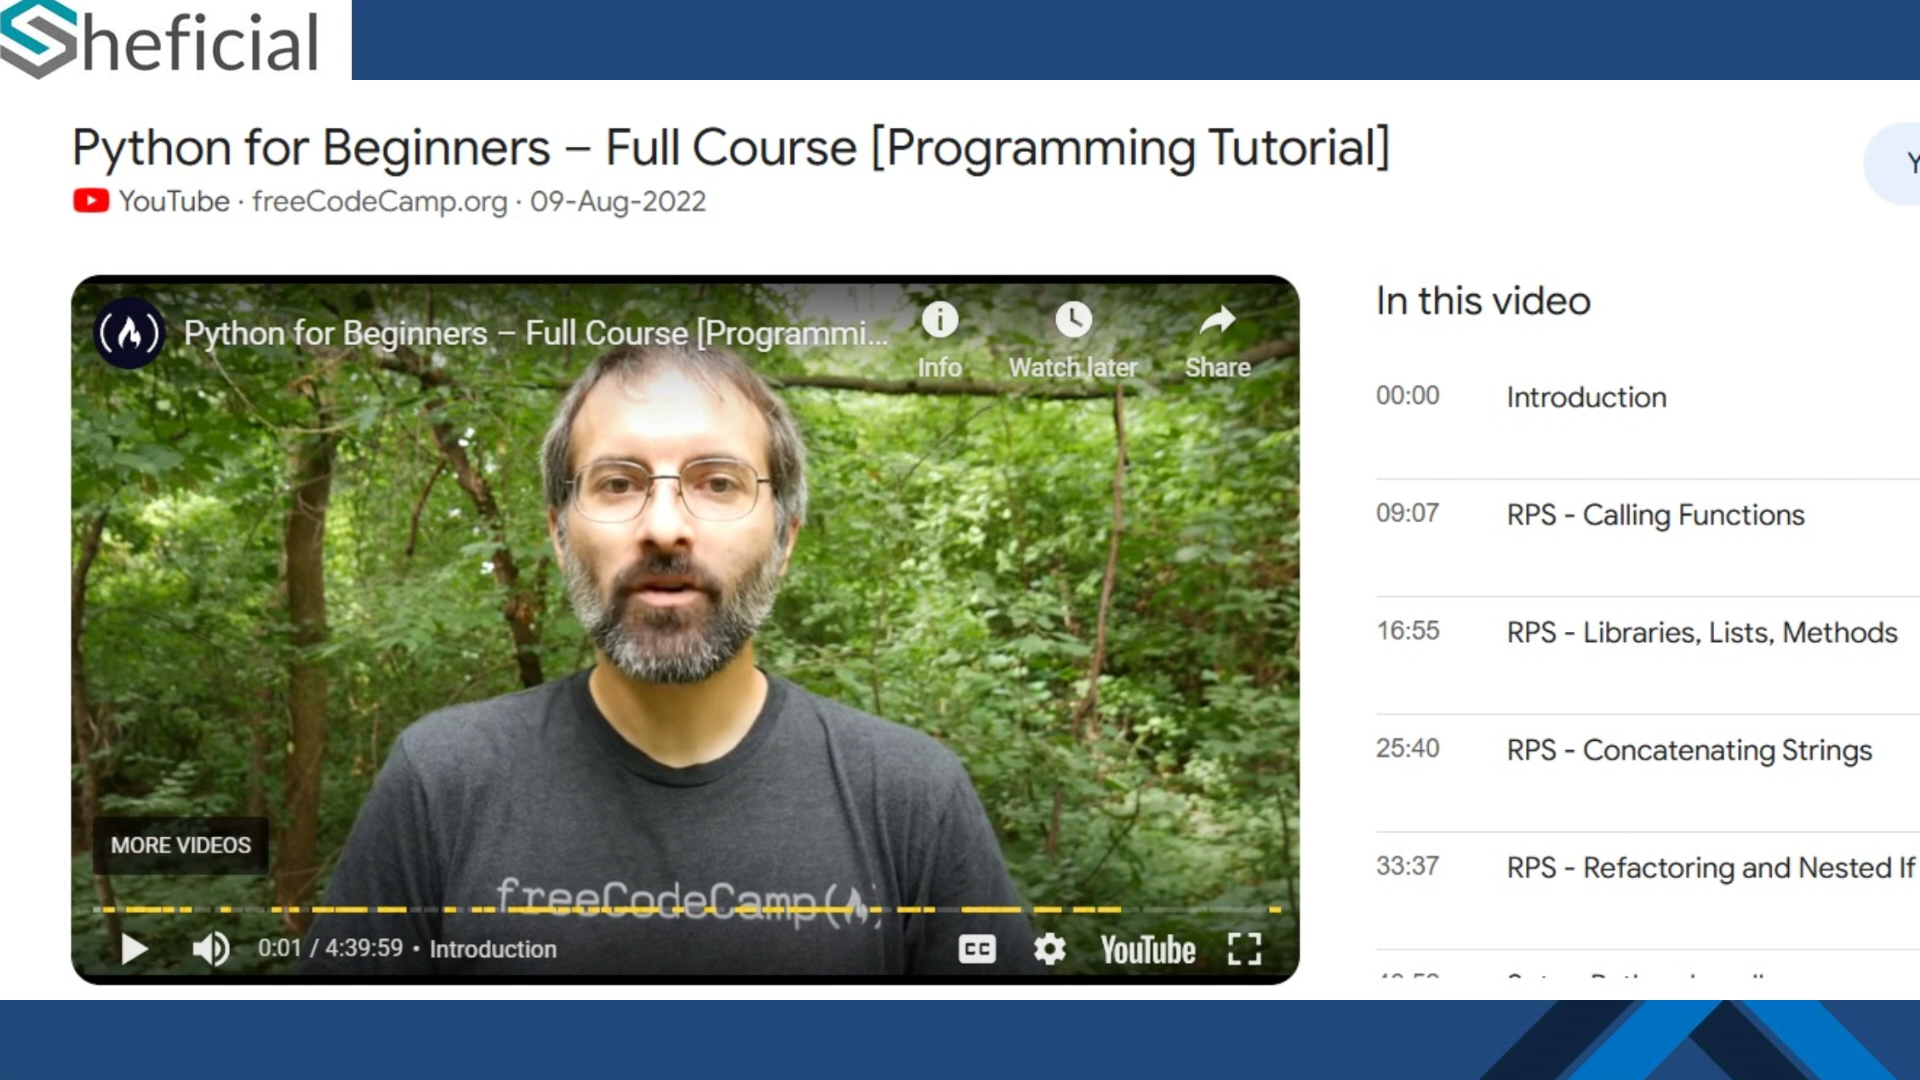 Sheficial
Python for Beginners – Full Course [Programming Tutorial]
YouTube · freeCodeCamp.org · 09-Aug-2022
Python for Beginners – Full Course [Programmi...
Info
Watch later
Share
MORE VIDEOS
freeCodeCamp
0:01 / 4:39:59 • Introduction
CC
YouTube
In this video
00:00 Introduction
09:07 RPS - Calling Functions
16:55 RPS - Libraries, Lists, Methods
25:40 RPS - Concatenating Strings
33:37 RPS - Refactoring and Nested If